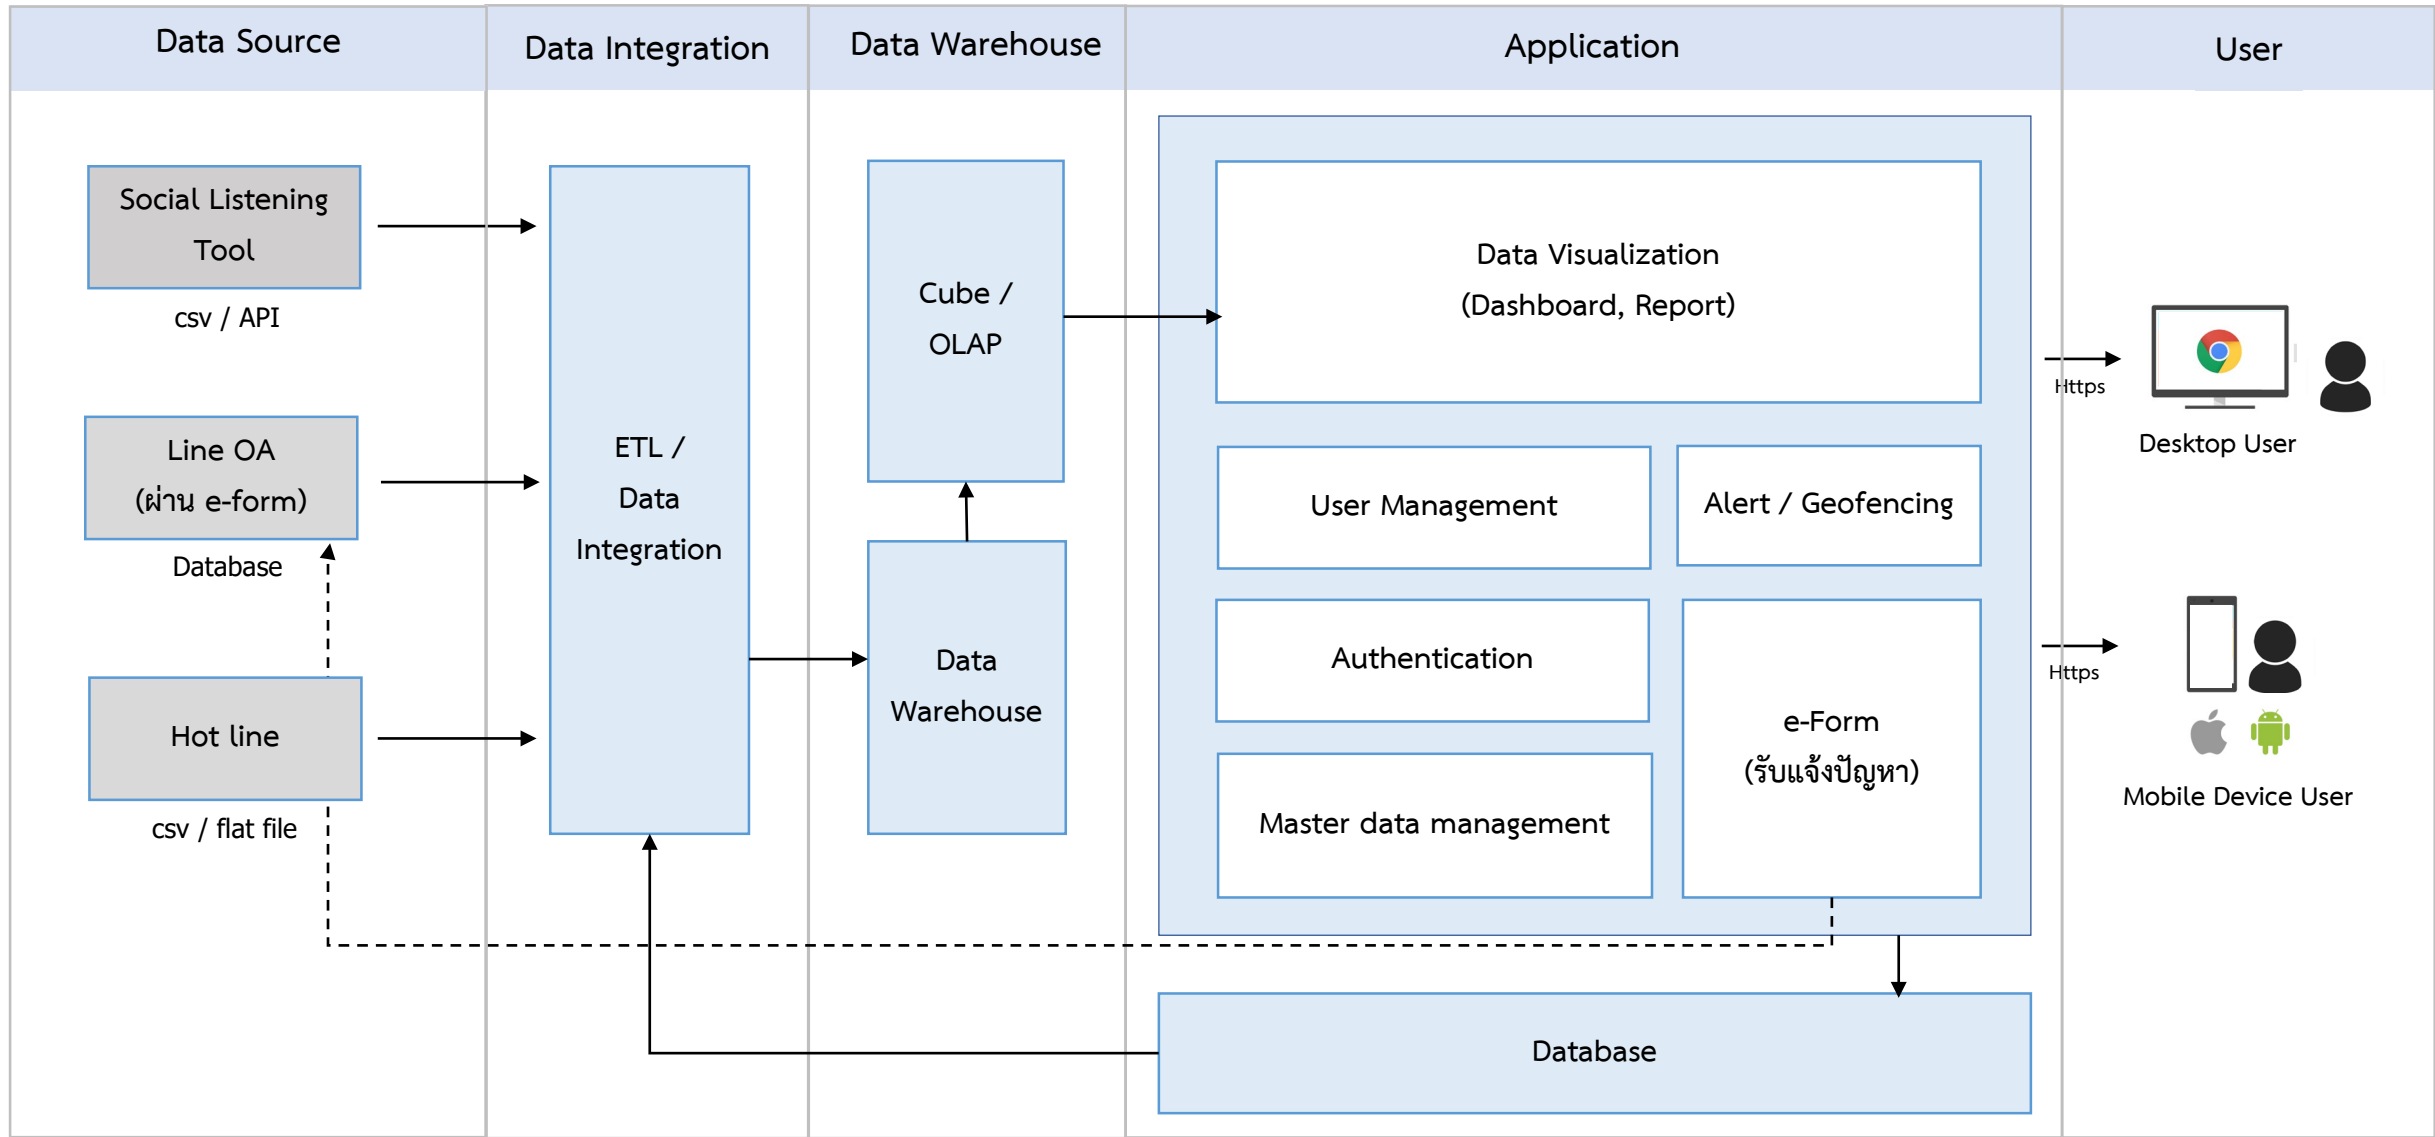 Data Source
Data Integration
Data Warehouse
Application
User
Social Listening
Tool
csv / API
Line OA
(ผ่าน e-form)
Database
Hot line
csv / flat file
ETL /
Data
Integration
Cube /
OLAP
Data
Warehouse
Data Visualization
(Dashboard, Report)
User Management
Alert / Geofencing
Authentication
e-Form
(รับแจ้งปัญหา)
Master data management
Database
Https
Desktop User
Https
Mobile Device User